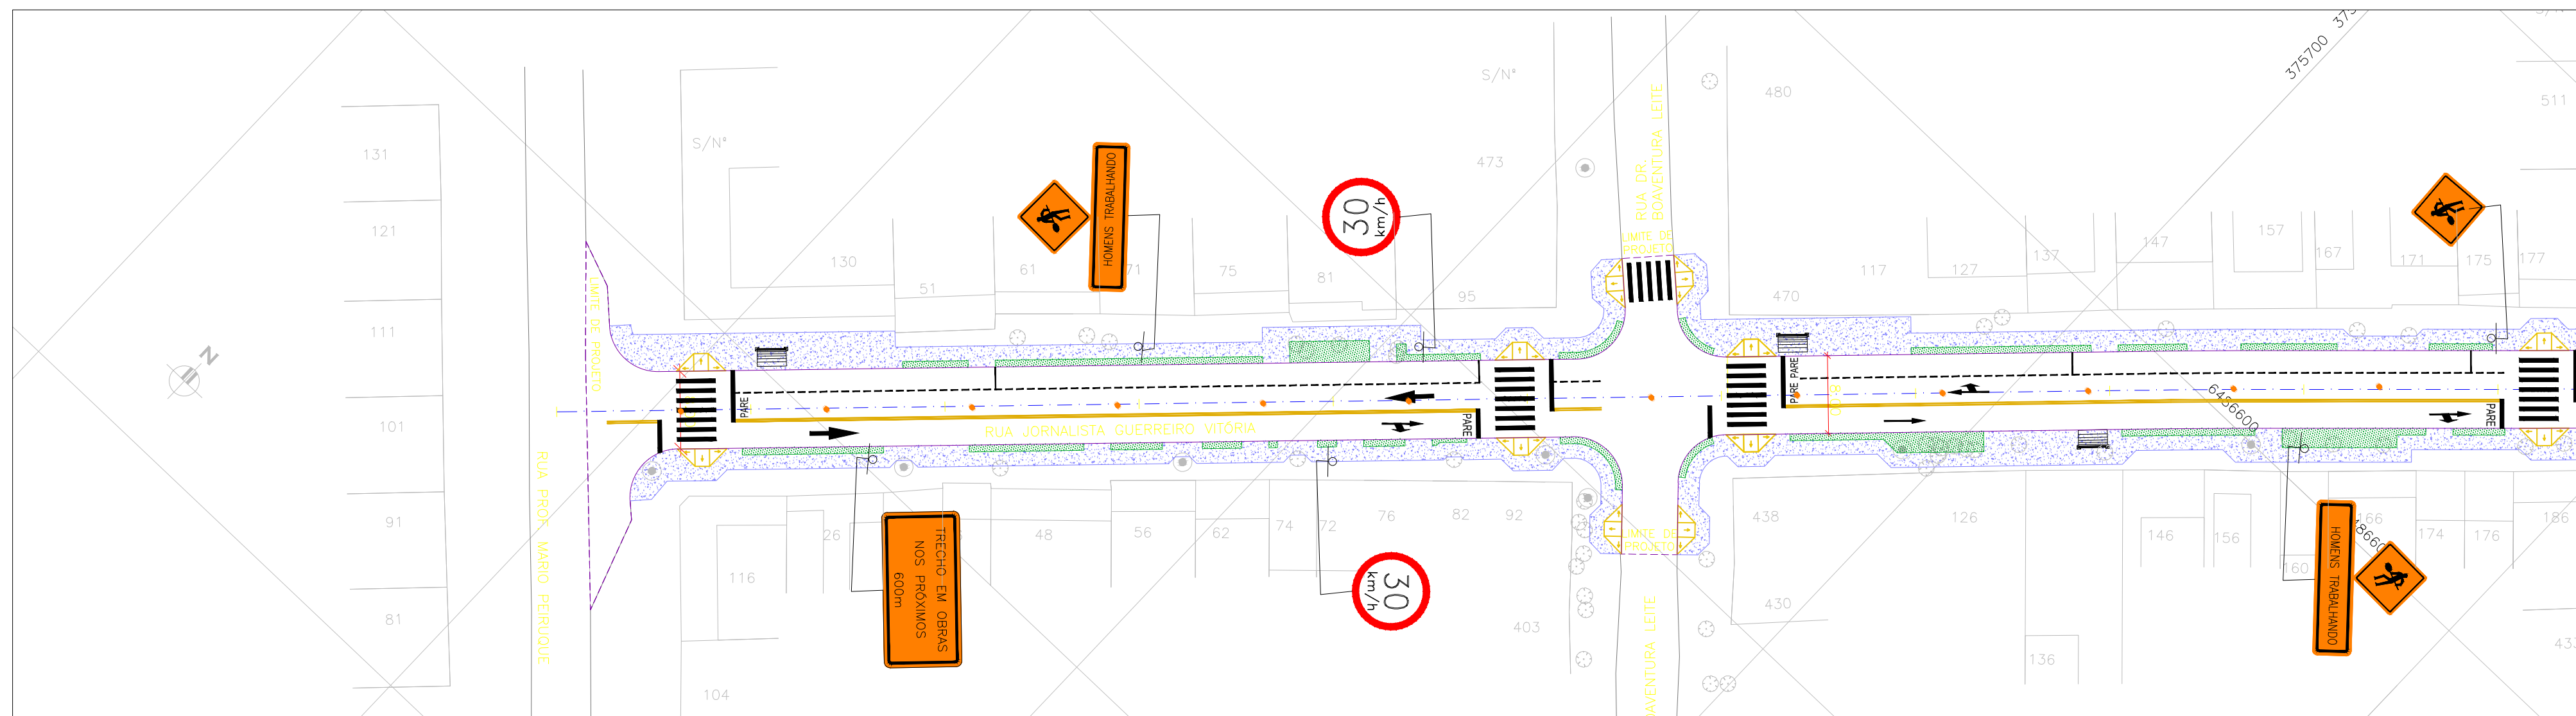 131
121
111
101
91
81
N
S/Nº
130
51
61
71
75
81
95
S/Nº
473
HOMENS TRABALHANDO
30
km/h
RUA DR.
BOAVENTURA LEITE
LIMITE DE
PROJETO
480
470
117
127
137
147
157
167
171
175
177
511
375700
LIMITE DE PROJETO
RUA PROF. MARIO PEIRUQUE
PARE
RUA JORNALISTA GUERREIRO VITÓRIA
PARE
PARE PARE
PARE
6486600
26
48
56
62
74
72
76
82
92
116
104
403
TRECHO EM OBRAS
NOS PRÓXIMOS
600m
30
km/h
LIMITE DE
PROJETO
AVENTURA LEITE
438
430
126
136
146
156
160
166
174
176
186
HOMENS TRABALHANDO